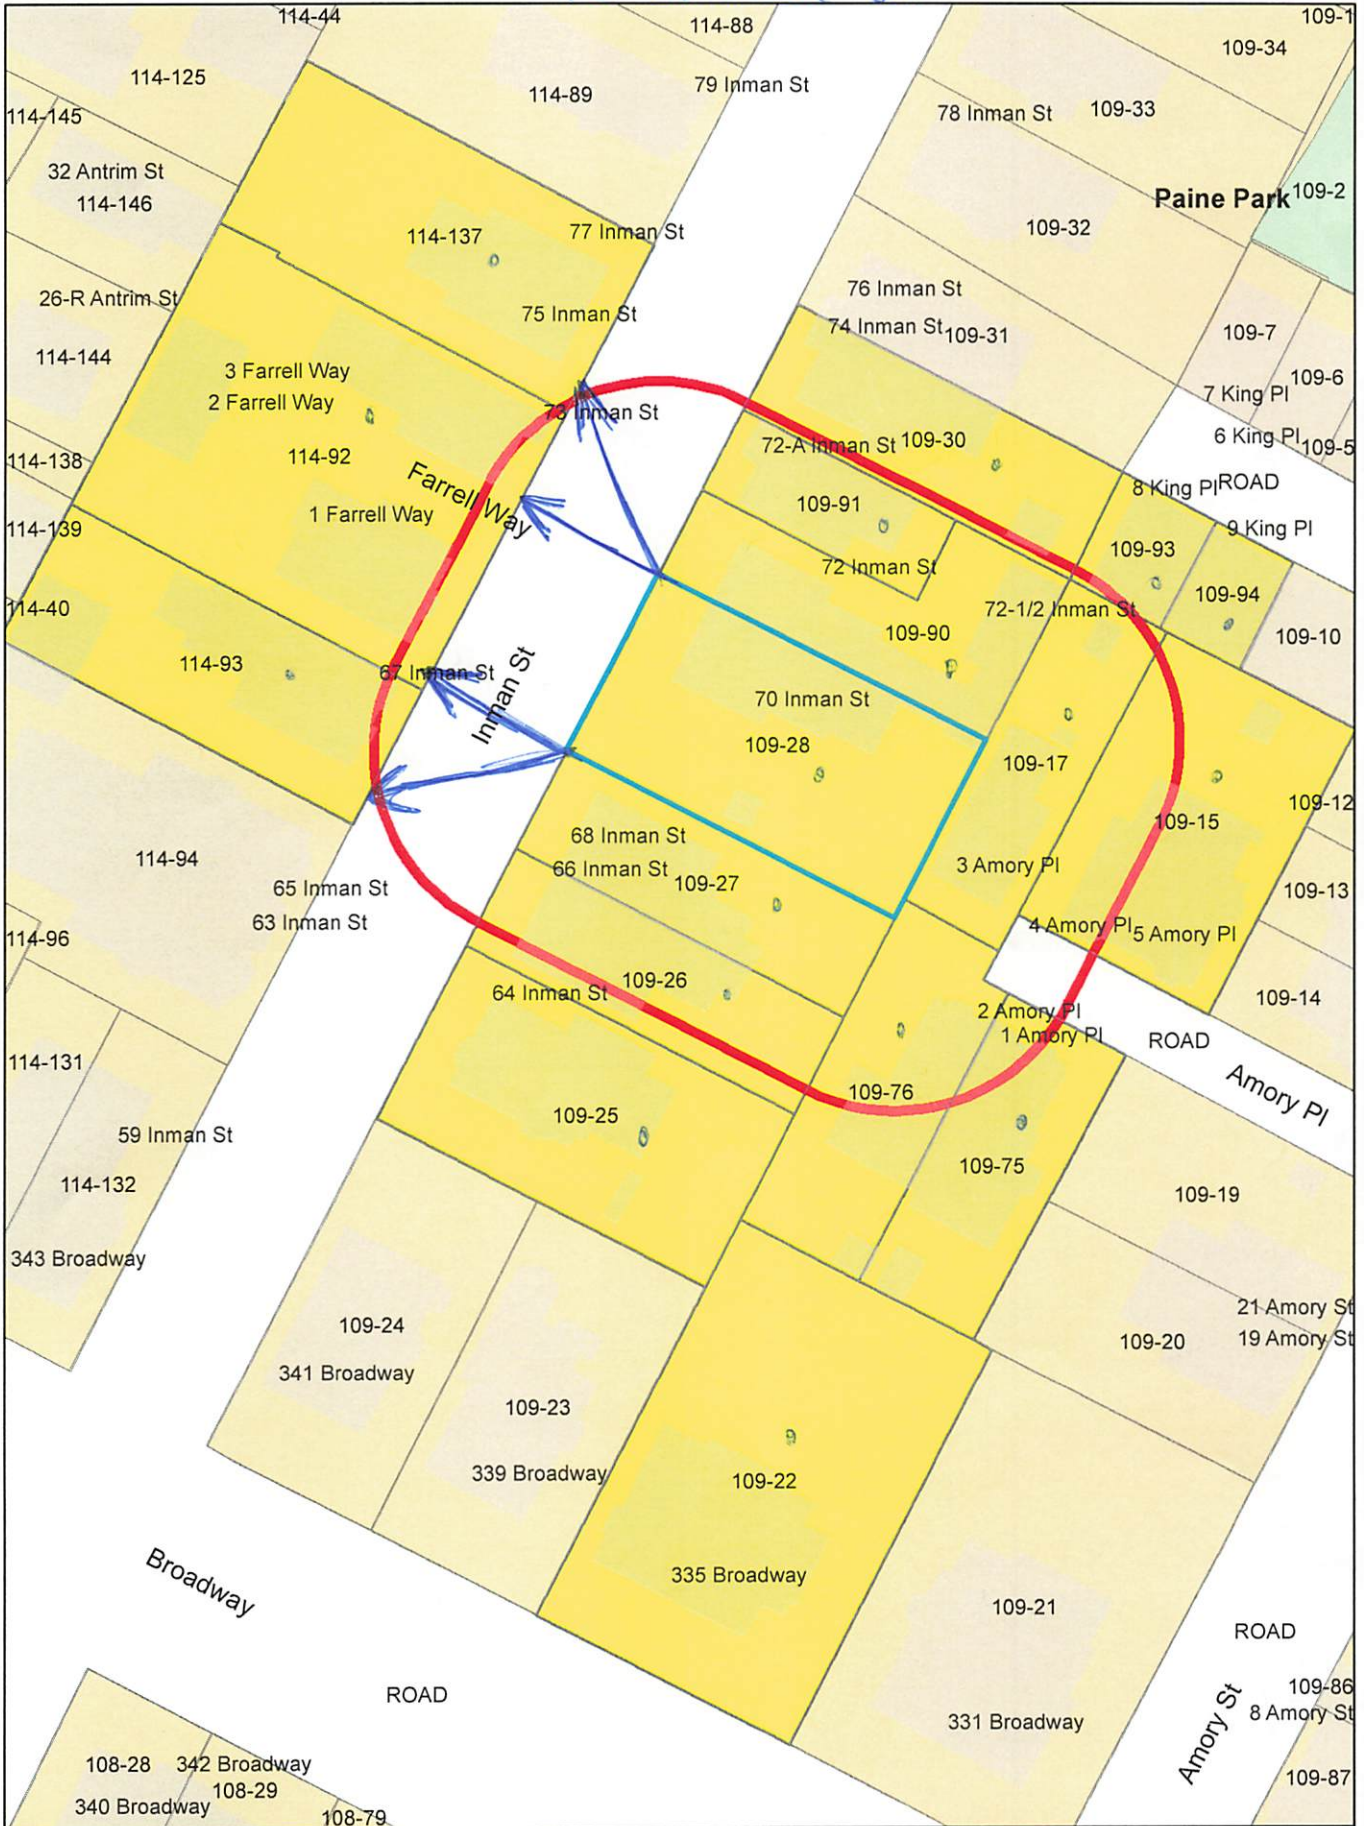 114-44
114-88
109-1
109-34
114-125
79 Inman St
114-89
78 Inman St
109-33
114-145
32 Antrim St
114-146
Paine Park
109-2
109-32
114-137
77 Inman St
26-R Antrim St
76 Inman St
75 Inman St
74 Inman St
109-31
109-7
114-144
3 Farrell Way
2 Farrell Way
109-6
7 King Pl
73 Inman St
6 King Pl
109-5
72-A Inman St
109-30
114-92
114-138
Farrell Way
8 King Pl
ROAD
109-91
1 Farrell Way
114-139
9 King Pl
109-93
72 Inman St
109-94
114-40
72-1/2 Inman St
109-90
109-10
114-93
67 Inman St
Inman St
70 Inman St
109-28
109-17
109-12
109-15
68 Inman St
66 Inman St
109-27
114-94
3 Amory Pl
65 Inman St
109-13
63 Inman St
4 Amory Pl
5 Amory Pl
114-96
109-26
64 Inman St
109-14
2 Amory Pl
1 Amory Pl
ROAD
114-131
Amory Pl
109-76
109-25
59 Inman St
109-75
114-132
109-19
343 Broadway
21 Amory St
109-24
109-20
19 Amory St
341 Broadway
109-23
339 Broadway
109-22
Broadway
335 Broadway
109-21
ROAD
109-86
ROAD
8 Amory St
331 Broadway
Amory St
108-28
342 Broadway
108-29
109-87
340 Broadway
108-79